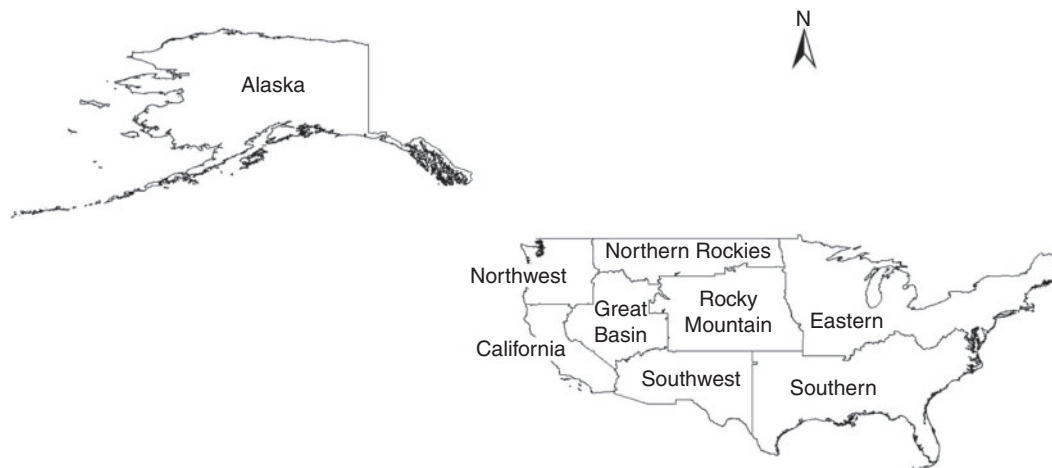 N
Alaska
Northern Rockies
Northwest
Rocky
Mountain
Great
Basin
Eastern
California
Southwest
Southern